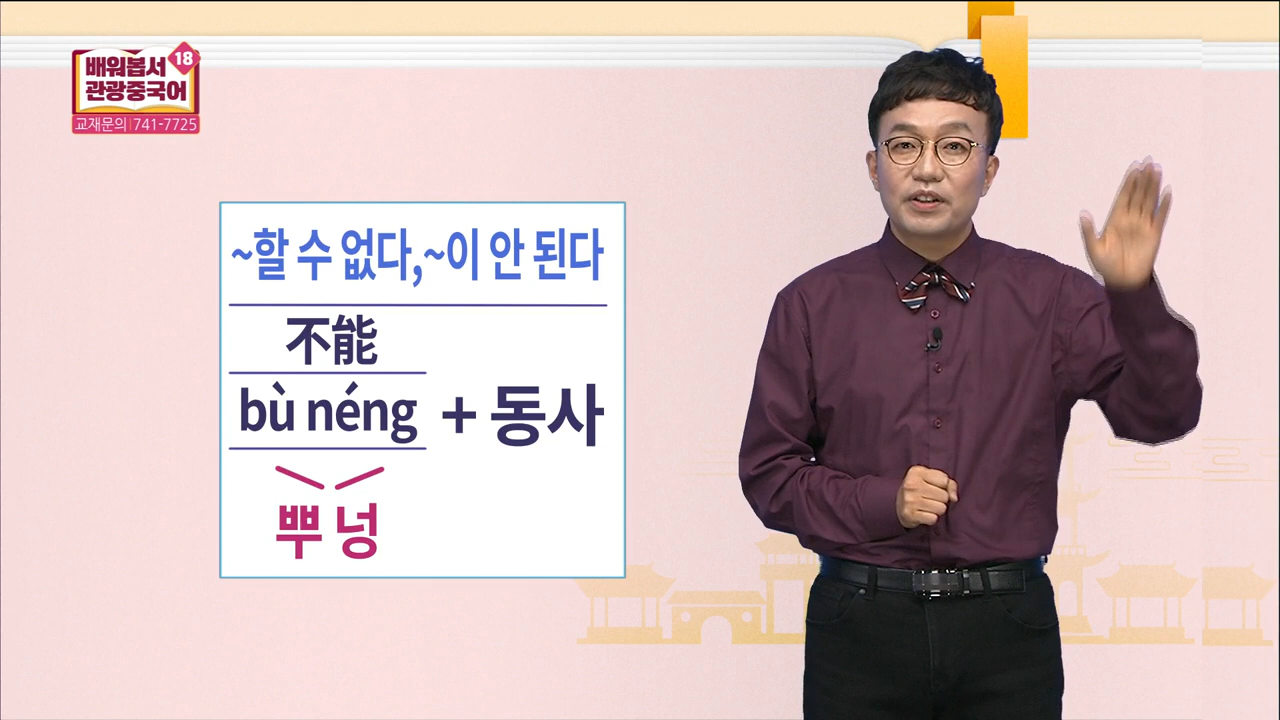 배워봅서 18
관광중국어
교재문의 741-7725
~할 수 없다,~이 안 된다
不能
bù néng + 동사
뿌 넝